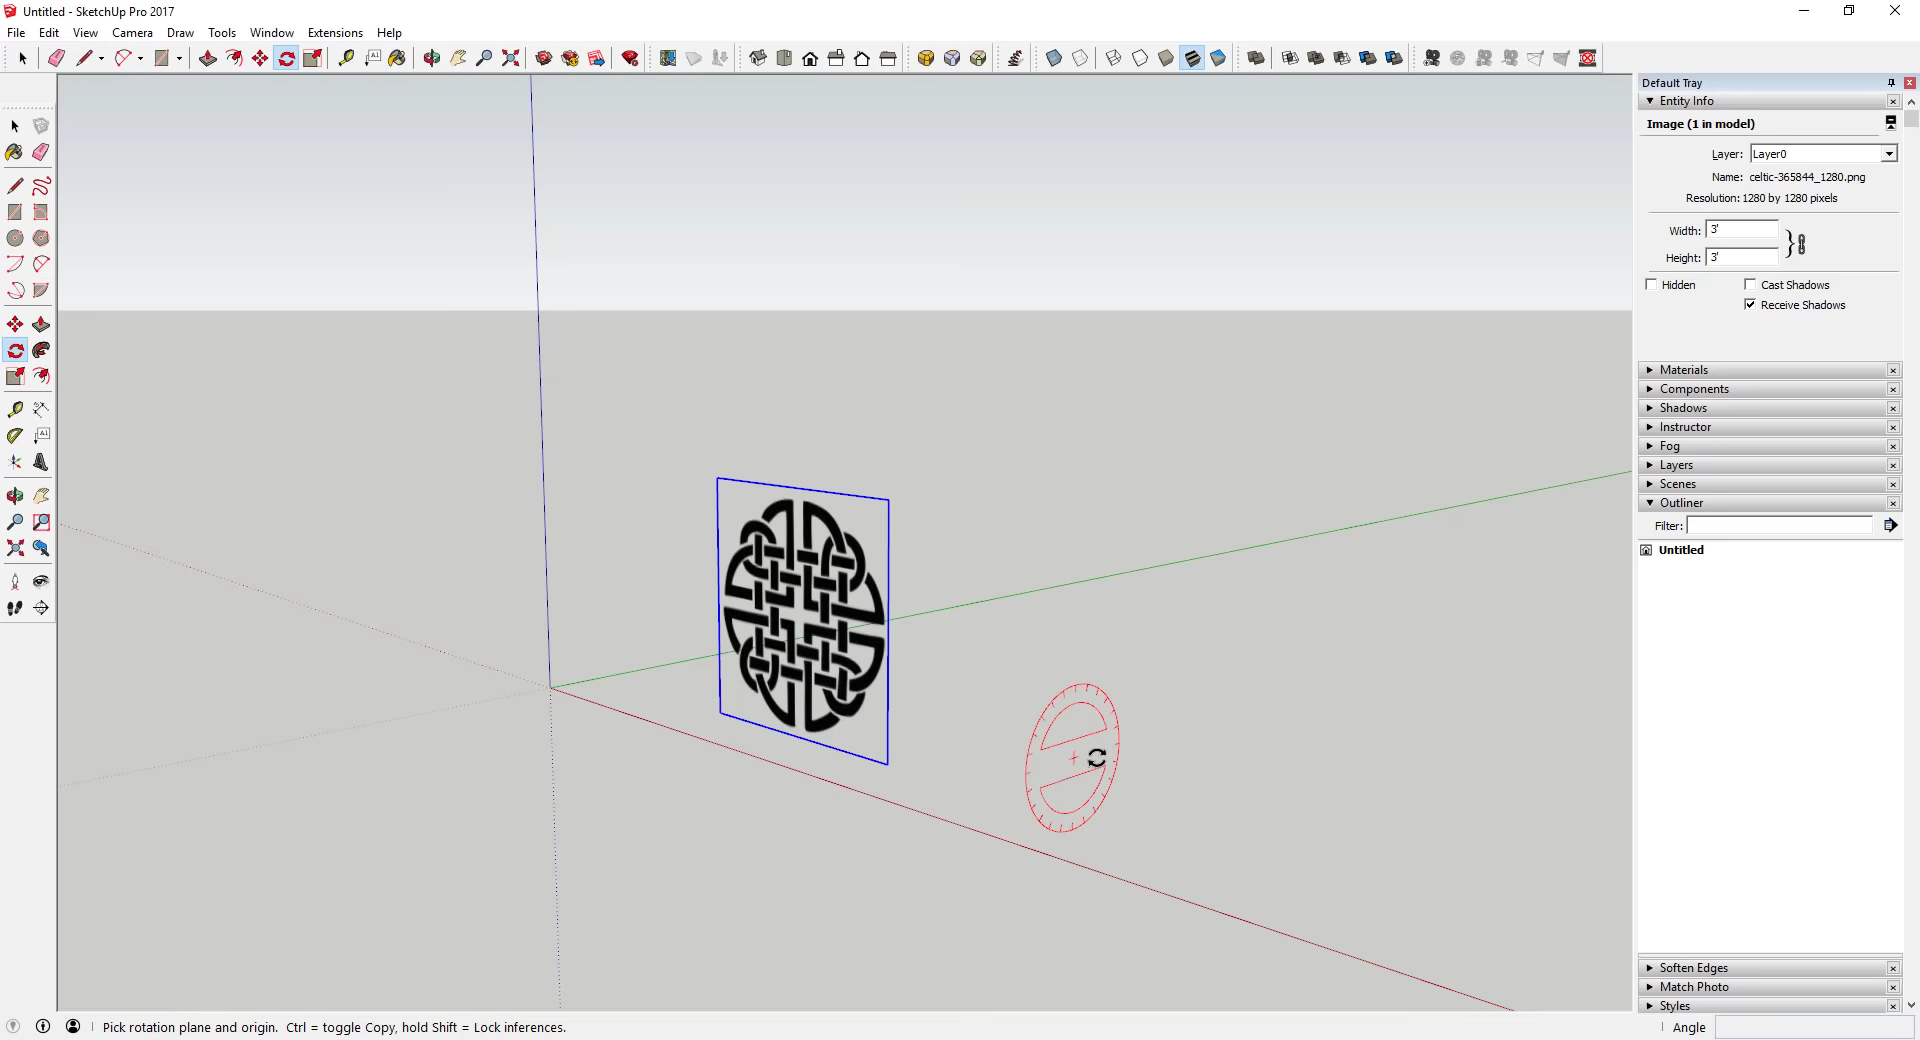 Untitled - SketchUp Pro 2017
File Edit View Camera Draw Tools Window Extensions Help
Default Tray
Entity Info
Image (1 in model)
Layer: Layer0
Name: celtic-365844_1280.png
Resolution: 1280 by 1280 pixels
Width: 3'
Height: 3'
Hidden
Cast Shadows
Receive Shadows
Materials
Components
Shadows
Instructor
Fog
Layers
Scenes
Outliner
Filter:
Untitled
Soften Edges
Match Photo
Styles
Pick rotation plane and origin. Ctrl = toggle Copy, hold Shift = Lock inferences.
Angle